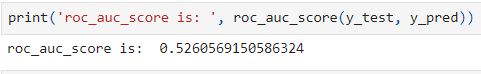 print('roc_auc_score is: ', roc_auc_score(y_test, y_pred))
roc_auc_score is:  0.5260569150586324